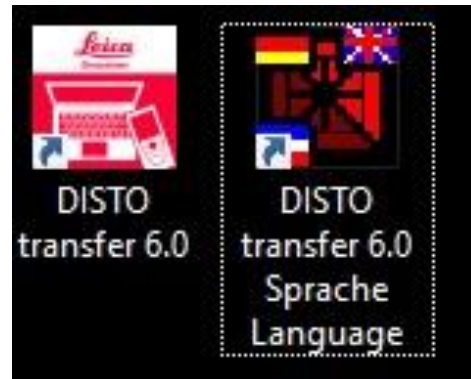 Leica
DISTO
transfer 6.0
DISTO
transfer 6.0
Sprache
Language